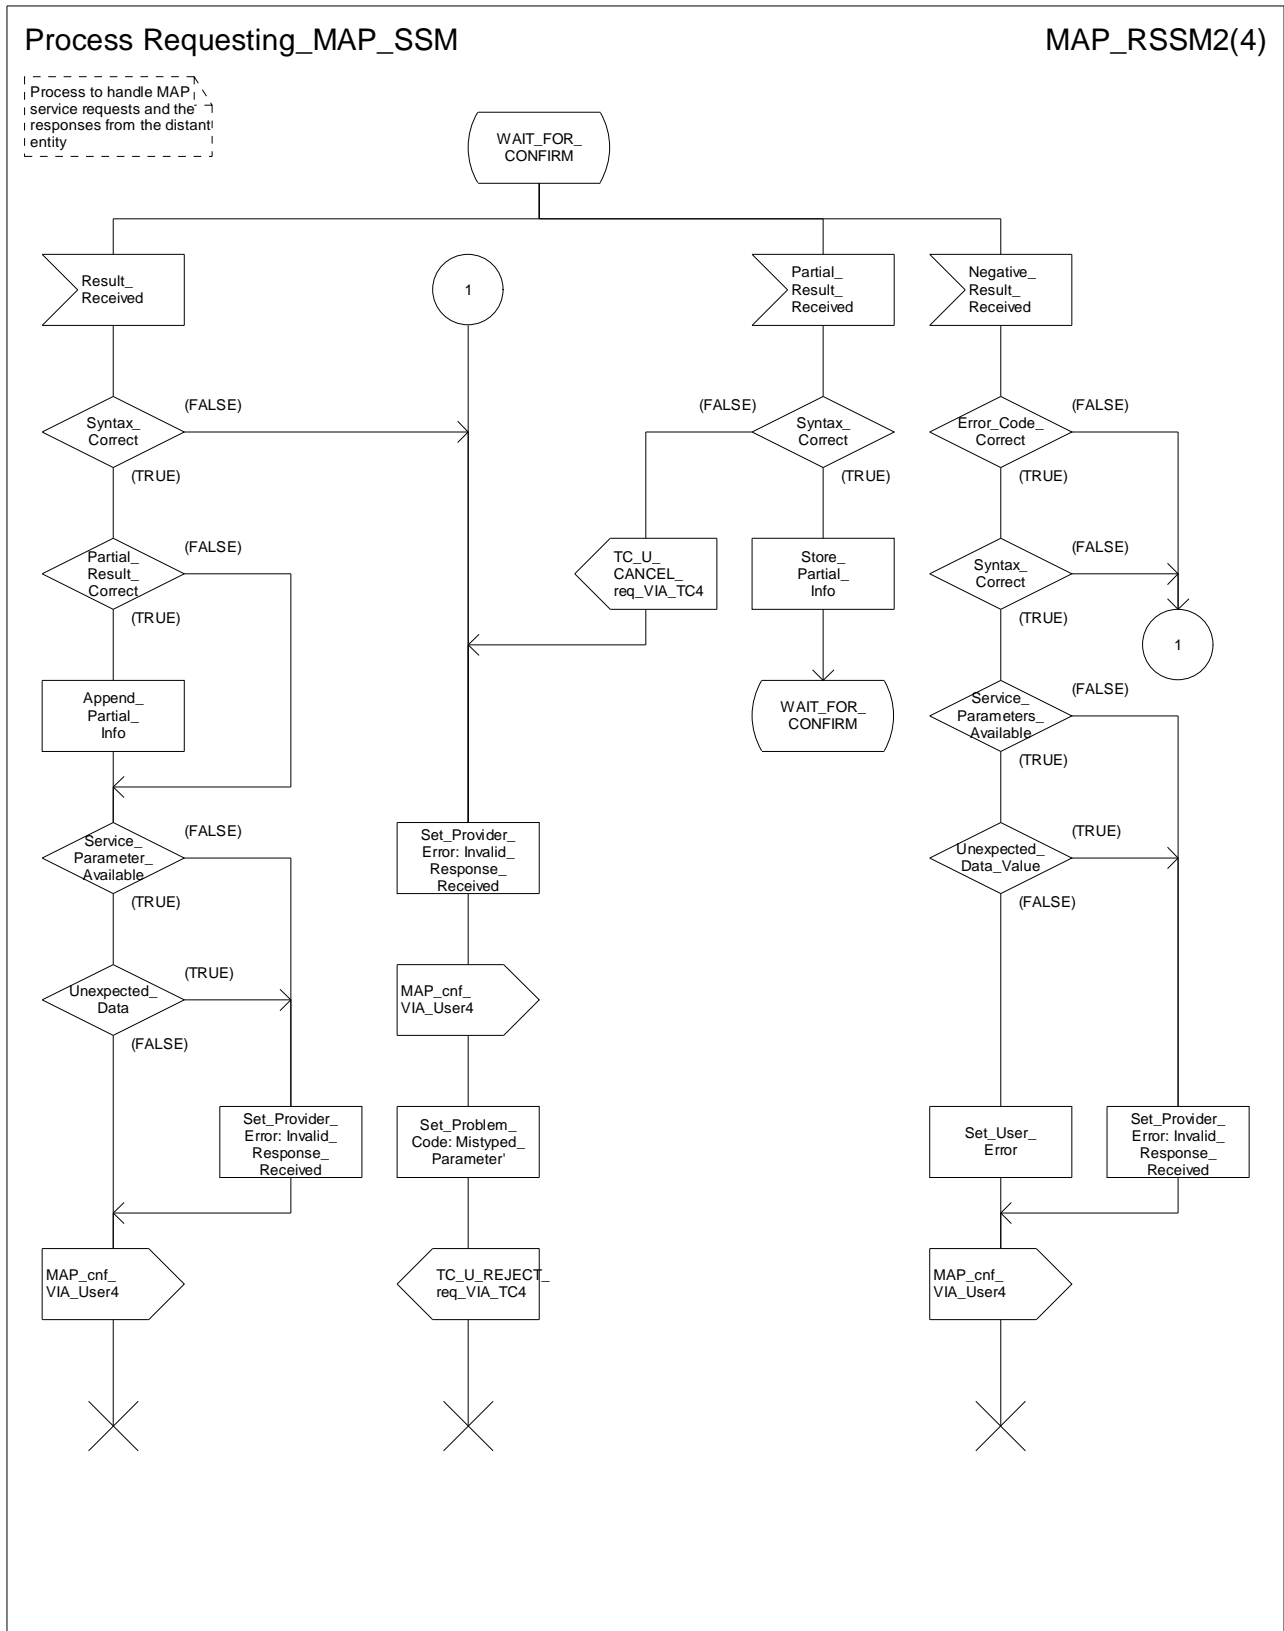 Process Requesting_MAP_SSM
MAP_RSSM2(4)
Process to handle MAP
service requests and the
responses from the distant
entity
WAIT_FOR_
CONFIRM
Result_
Received
1
Partial_
Result_
Received
Negative_
Result_
Received
Syntax_
Correct
(FALSE)
(TRUE)
(FALSE)
Syntax_
Correct
(TRUE)
Error_Code_
Correct
(FALSE)
(TRUE)
Partial_
Result_
Correct
(FALSE)
(TRUE)
TC_U_
CANCEL_
req_VIA_TC4
Store_
Partial_
Info
Syntax_
Correct
(FALSE)
(TRUE)
1
Append_
Partial_
Info
WAIT_FOR_
CONFIRM
Service_
Parameters_
Available
(FALSE)
(TRUE)
Service_
Parameter_
Available
(FALSE)
(TRUE)
Set_Provider_
Error: Invalid_
Response_
Received
Unexpected_
Data_Value
(TRUE)
(FALSE)
Unexpected_
Data
(TRUE)
(FALSE)
MAP_cnf_
VIA_User4
Set_Provider_
Error: Invalid_
Response_
Received
Set_Problem_
Code: Mistyped_
Parameter'
Set_User_
Error
Set_Provider_
Error: Invalid_
Response_
Received
MAP_cnf_
VIA_User4
TC_U_REJECT_
req_VIA_TC4
MAP_cnf_
VIA_User4